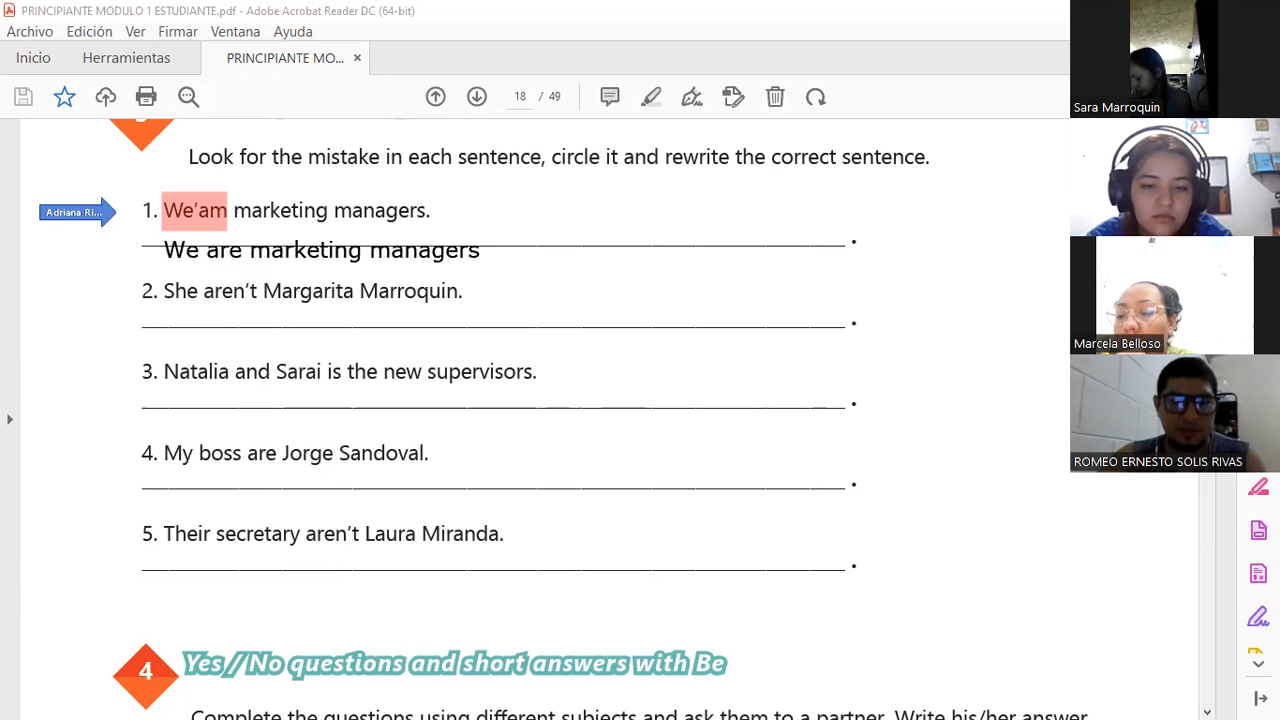 PRINCIPIANTE MODULO 1 ESTUDIANTE.pdf - Adobe Acrobat Reader DC (64-bit)
Archivo Edición Ver Firmar Ventana Ayuda
Inicio Herramientas PRINCIPIANTE MO... ×
18 / 49
Look for the mistake in each sentence, circle it and rewrite the correct sentence.
Adriana Ri...
1. We'am marketing managers.
We are marketing managers
2. She aren't Margarita Marroquin.
3. Natalia and Sarai is the new supervisors.
4. My boss are Jorge Sandoval.
5. Their secretary aren't Laura Miranda.
4 Yes / No questions and short answers with Be
Complete the questions using different subjects and ask them to a partner. Write his/her answer
Sara Marroquin
Marcela Belloso
ROMEO ERNESTO SOLIS RIVAS